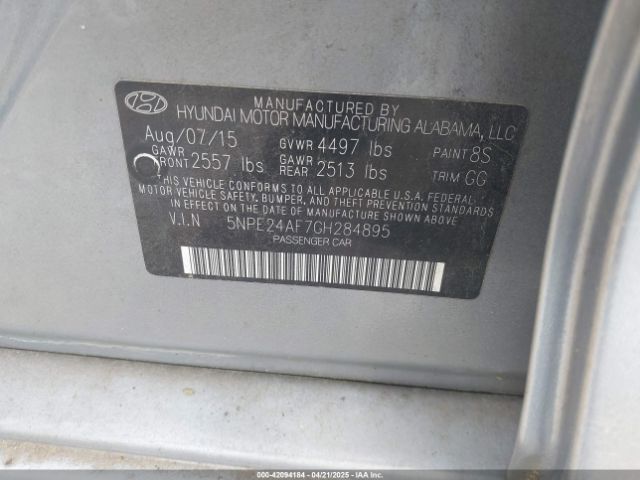 MANUFACTURED BY
HYUNDAI MOTOR MANUFACTURING ALABAMA, LLC
Aug/07/15 GVWR 4497 lbs PAINT 8S
GAWR FRONT 2557 lbs GAWR REAR 2513 lbs TRIM GG
THIS VEHICLE CONFORMS TO ALL APPLICABLE U.S.A. FEDERAL
MOTOR VEHICLE SAFETY, BUMPER, AND THEFT PREVENTION STANDARDS
IN EFFECT ON THE DATE OF MANUFACTURE SHOWN ABOVE.
V.I.N 5NPE24AF7GH284895
PASSENGER CAR
000-42094184 - 04/21/2025 - WWW.IAAI.COM